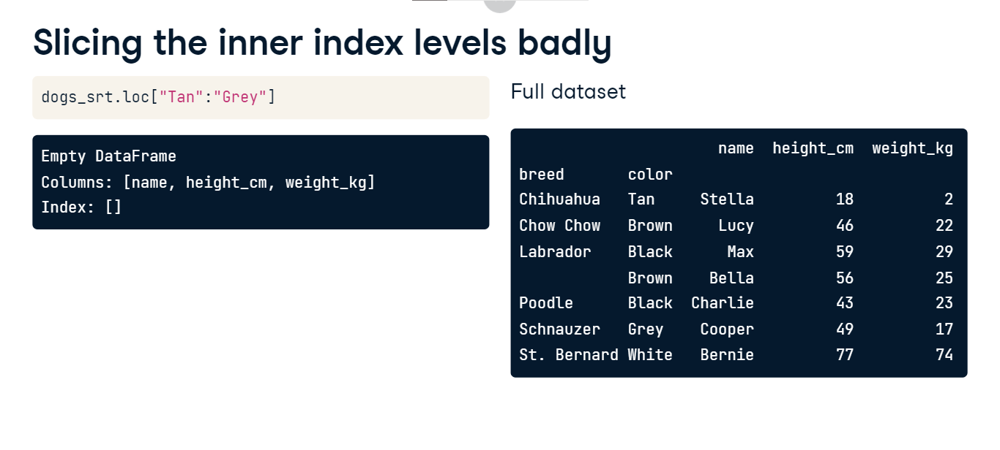 Slicing the inner index levels badly
dogs_srt.loc["Tan":"Grey"]
Empty DataFrame
Columns: [name, height_cm, weight_kg]
Index: []
Full dataset
name height_cm weight_kg
breed color
Chihuahua Tan Stella 18 2
Chow Chow Brown Lucy 46 22
Labrador Black Max 59 29
Brown Bella 56 25
Poodle Black Charlie 43 23
Schnauzer Grey Cooper 49 17
St. Bernard White Bernie 77 74